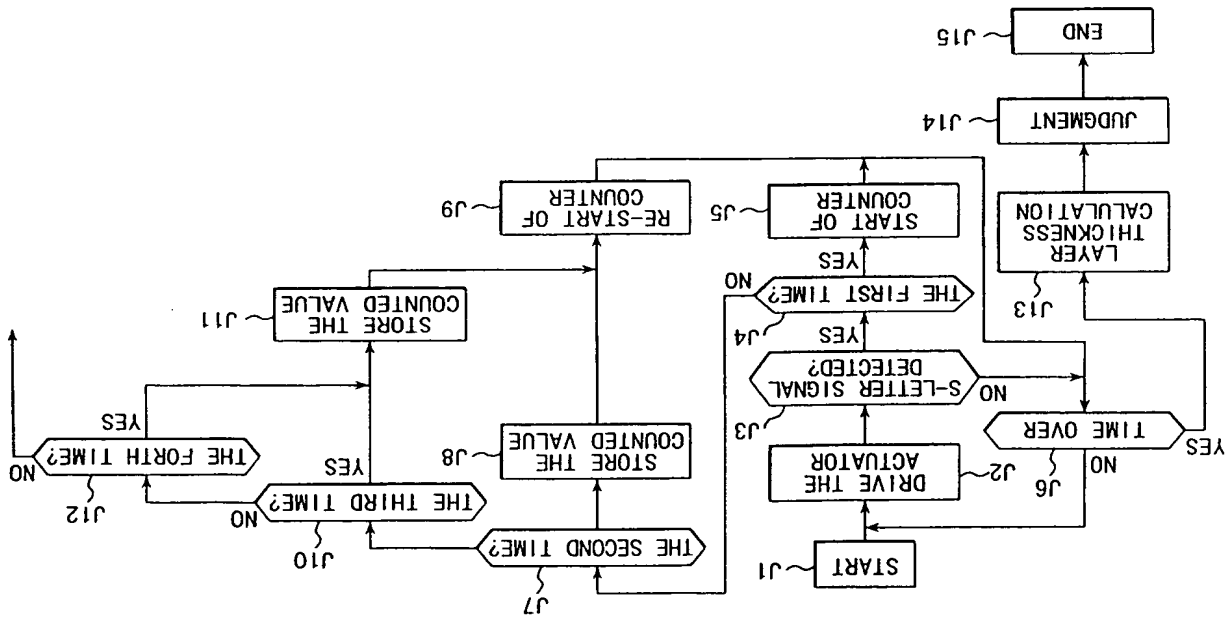 START
J1
DRIVE THE
ACTUATOR
J2
S-LETTER SIGNAL
DETECTED?
J3
NO
YES
THE FIRST TIME?
J4
NO
YES
START OF
COUNTER
J5
TIME OVER
J6
NO
YES
THE SECOND TIME?
J7
STORE THE
COUNTED VALUE
J8
RE-START OF
COUNTER
J9
THE THIRD TIME?
J10
NO
YES
STORE THE
COUNTED VALUE
J11
THE FORTH TIME?
J12
NO
YES
LAYER
THICKNESS
CALCULATION
J13
JUDGMENT
J14
END
J15